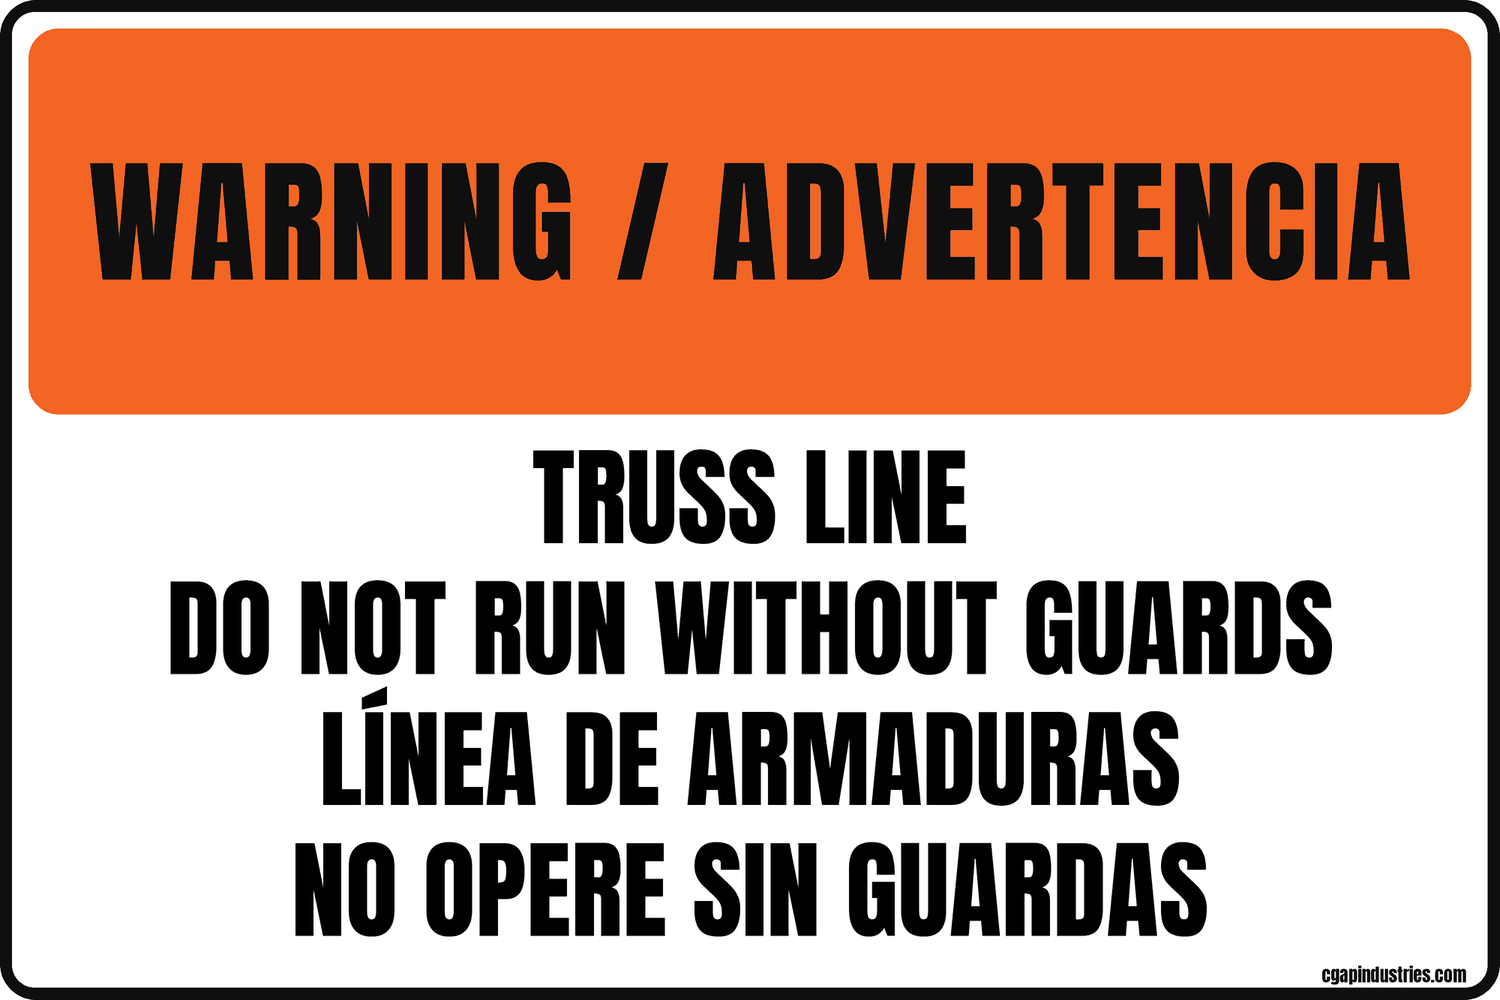 WARNING / ADVERTENCIA
TRUSS LINE
DO NOT RUN WITHOUT GUARDS
LÍNEA DE ARMADURAS
NO OPERE SIN GUARDAS
cgapindustries.com